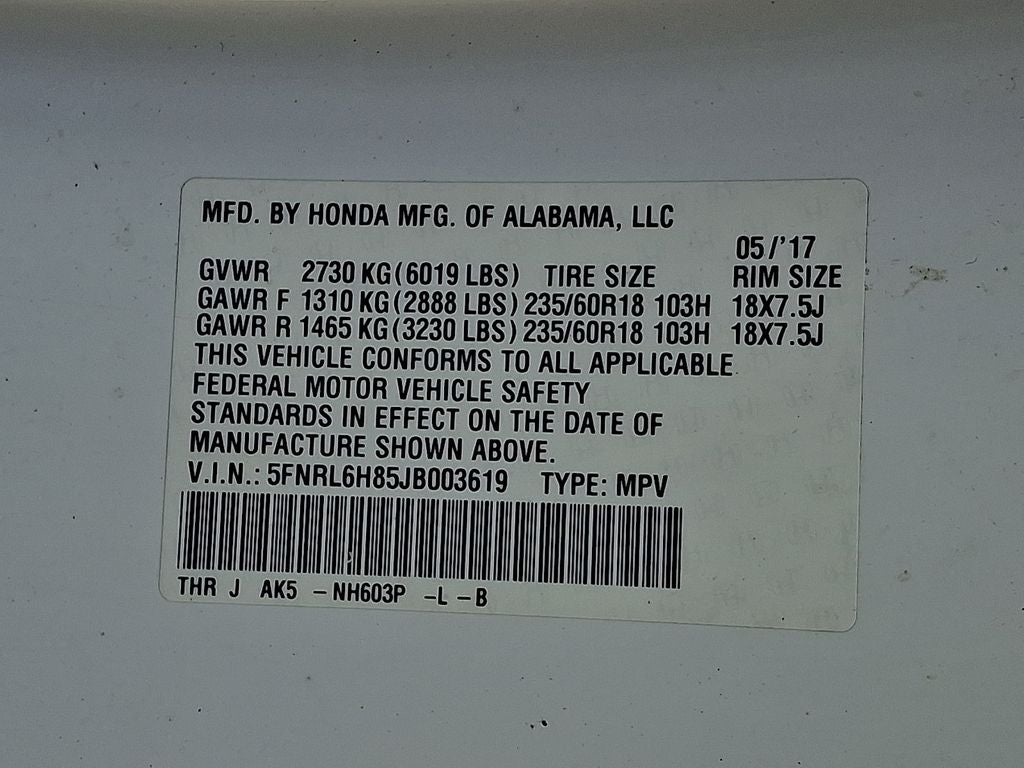 MFD. BY HONDA MFG. OF ALABAMA, LLC
05/'17
GVWR 2730 KG(6019 LBS) TIRE SIZE RIM SIZE
GAWR F 1310 KG(2888 LBS) 235/60R18 103H 18X7.5J
GAWR R 1465 KG(3230 LBS) 235/60R18 103H 18X7.5J
THIS VEHICLE CONFORMS TO ALL APPLICABLE
FEDERAL MOTOR VEHICLE SAFETY
STANDARDS IN EFFECT ON THE DATE OF
MANUFACTURE SHOWN ABOVE.
V.I.N.: 5FNRL6H85JB003619 TYPE: MPV
THR J AK5 -NH603P -L -B